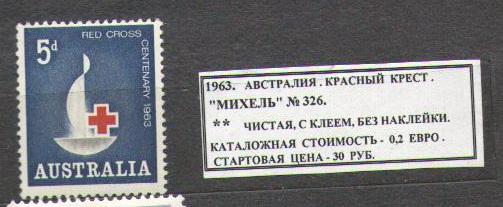 5d
RED CROSS
CENTENARY 1963
AUSTRALIA
1963. АВСТРАЛИЯ . КРАСНЫЙ КРЕСТ .
"МИХЕЛЬ" № 326.
** ЧИСТАЯ, С КЛЕЕМ, БЕЗ НАКЛЕЙКИ.
КАТАЛОЖНАЯ СТОИМОСТЬ - 0,2 ЕВРО .
СТАРТОВАЯ ЦЕНА - 30 РУБ.